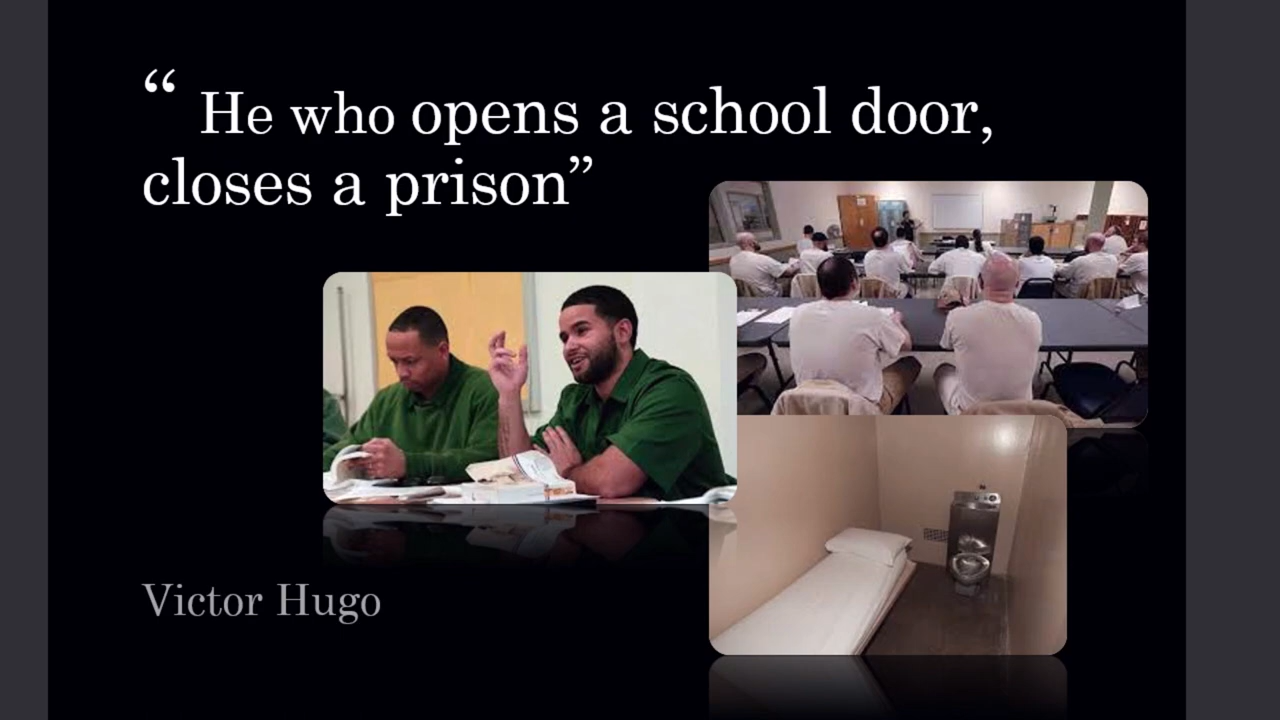 “ He who opens a school door,
closes a prison”
Victor Hugo